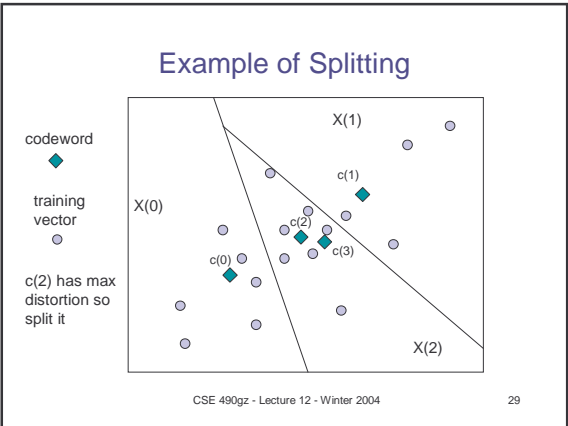 Example of Splitting
codeword
training
vector
c(2) has max
distortion so
split it
X(0)
X(1)
c(1)
c(2)
c(3)
c(0)
X(2)
CSE 490gz - Lecture 12 - Winter 2004
29